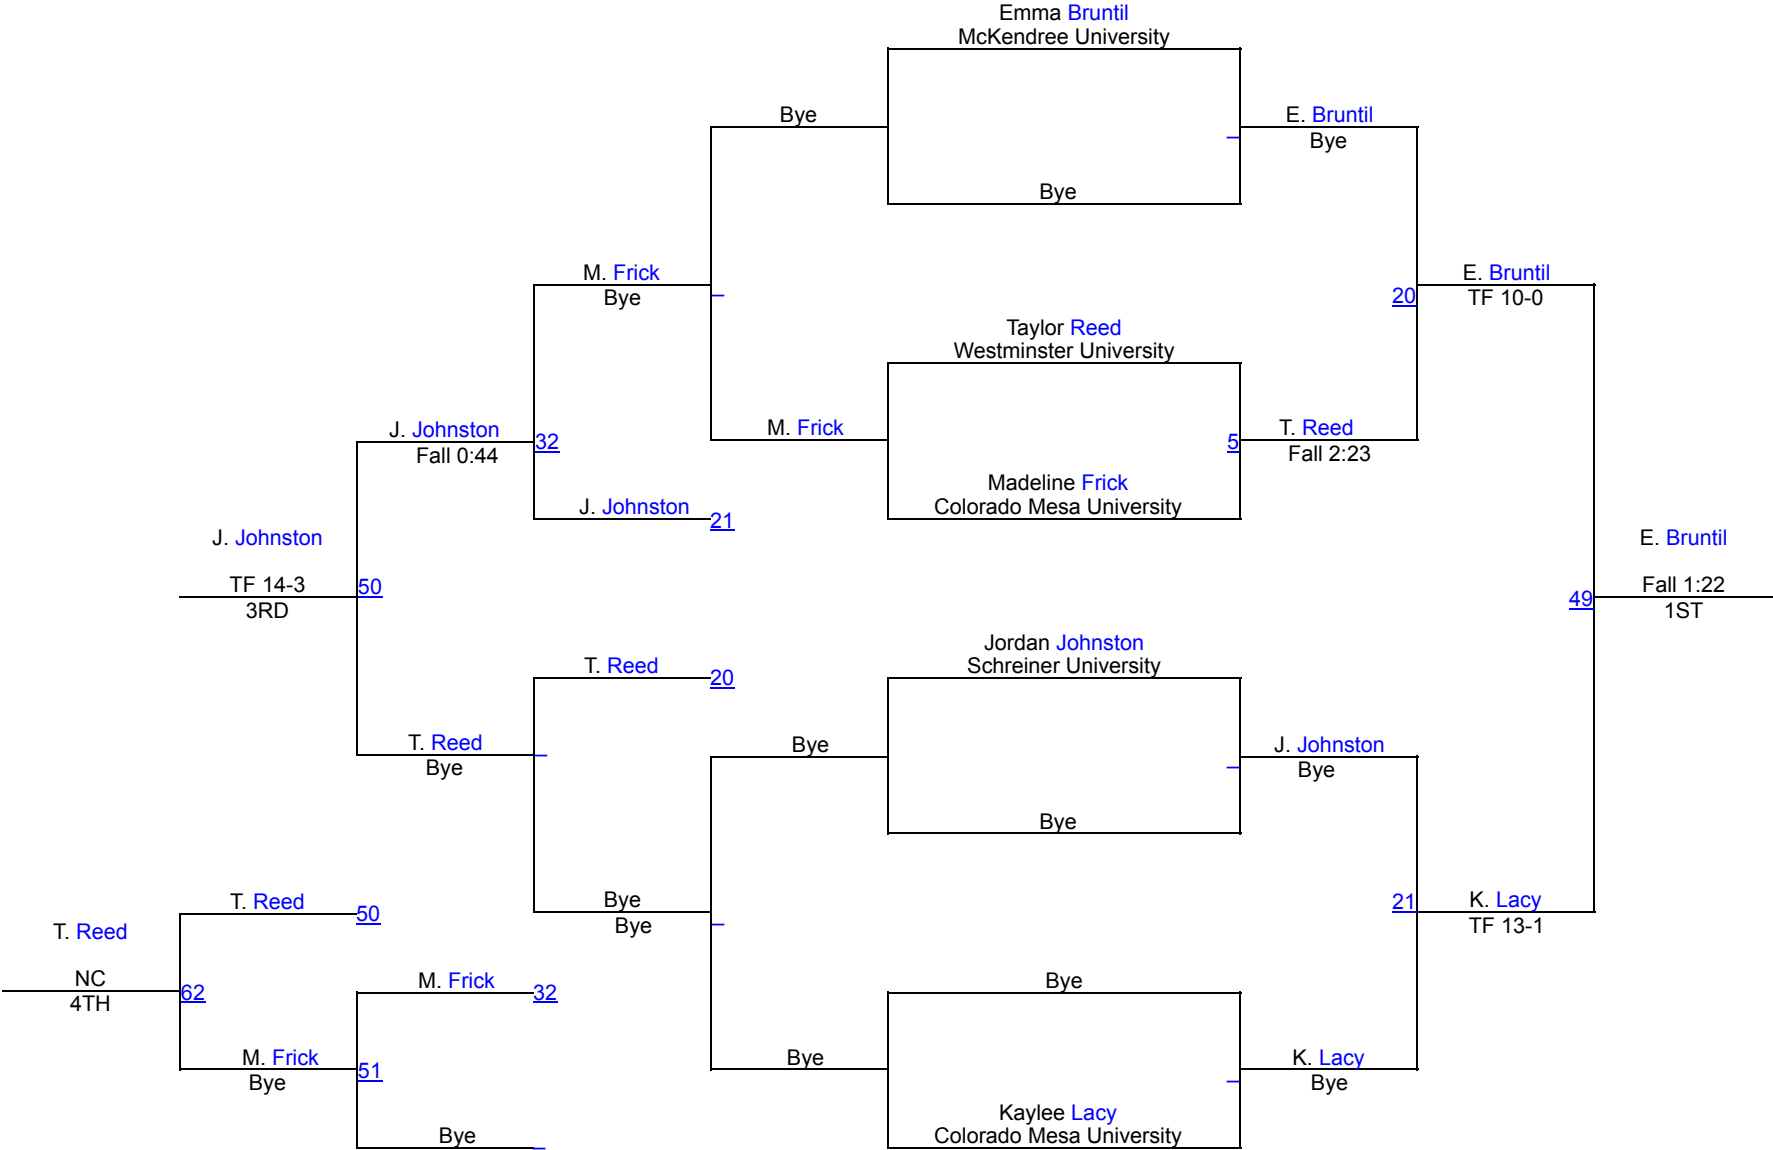 Emma Bruntil
McKendree University
Bye
E. Bruntil
Bye
Bye
M. Frick
Bye
E. Bruntil
20 TF 10-0
Taylor Reed
Westminster University
J. Johnston
Fall 0:44
32
M. Frick
5
T. Reed
Fall 2:23
Madeline Frick
Colorado Mesa University
J. Johnston
21
J. Johnston
E. Bruntil
TF 14-3
50
3RD
Fall 1:22
49
1ST
Jordan Johnston
Schreiner University
T. Reed
20
T. Reed
Bye
Bye
J. Johnston
Bye
Bye
T. Reed
50
Bye
Bye
21
K. Lacy
TF 13-1
T. Reed
NC
62
4TH
M. Frick
32
Bye
M. Frick
Bye
51
Bye
K. Lacy
Bye
Kaylee Lacy
Colorado Mesa University
Bye